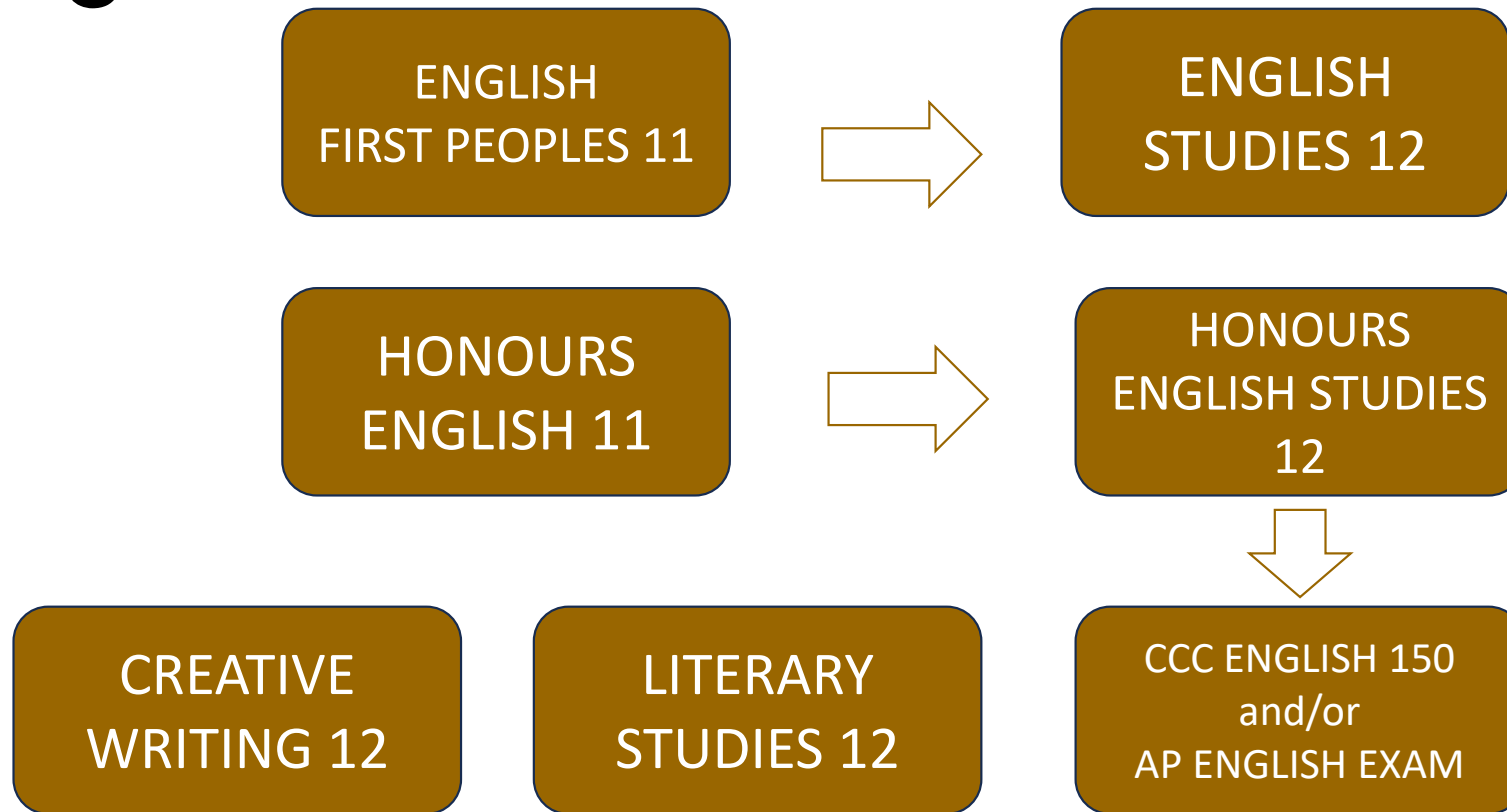 ENGLISH
FIRST PEOPLES 11
ENGLISH
STUDIES 12
HONOURS
ENGLISH 11
HONOURS
ENGLISH STUDIES
12
CREATIVE
WRITING 12
LITERARY
STUDIES 12
CCC ENGLISH 150
and/or
AP ENGLISH EXAM